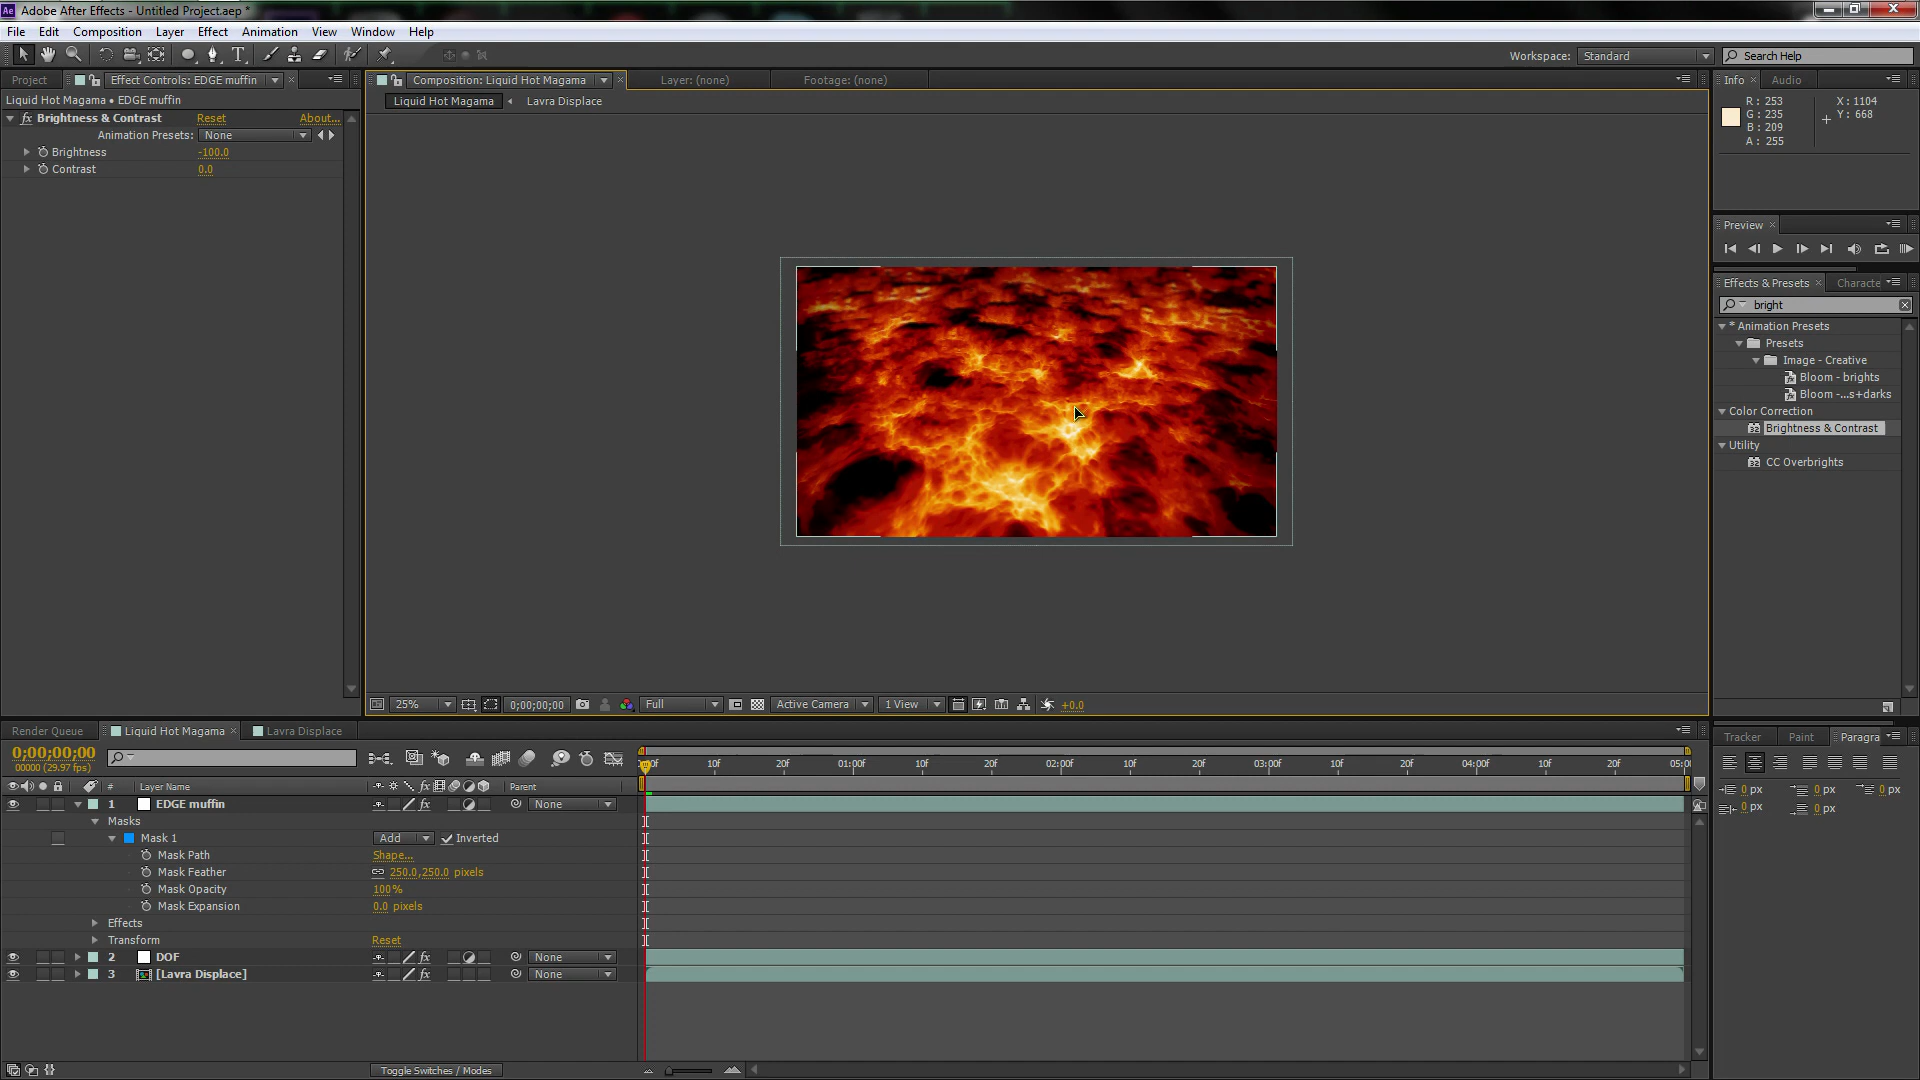 Ae Adobe After Effects - Untitled Project.aep *
File Edit Composition Layer Effect Animation View Window Help
T Workspace: Standard Search Help
Project Effect Controls: EDGE muffin
Liquid Hot Magama • EDGE muffin
fx Brightness & Contrast Reset About...
Animation Presets: None
Brightness -100.0
Contrast 0.0
Composition: Liquid Hot Magama Layer: (none) Footage: (none)
Liquid Hot Magama Lavra Displace
25% 0;00;00;00 Full Active Camera 1 View +0.0
Info Audio
R: 253 X: 1104
G: 235 Y: 668
B: 209
A: 255
Preview
Effects & Presets Characte
bright
* Animation Presets
Presets
Image - Creative
Bloom - brights
Bloom -...s+darks
Color Correction
32 Brightness & Contrast
Utility
32 CC Overbrights
Tracker Paint Paragra
0 px 0 px 0 px
0 px 0 px
Render Queue Liquid Hot Magama Lavra Displace
0;00;00;00
00000 (29.97 fps)
# Layer Name fx Parent
:00f 10f 20f 01:00f 10f 20f 02:00f 10f 20f 03:00f 10f 20f 04:00f 10f 20f 05:0
1 EDGE muffin fx None
Masks
Mask 1 Add Inverted
Mask Path Shape...
Mask Feather 250.0,250.0 pixels
Mask Opacity 100%
Mask Expansion 0.0 pixels
Effects
Transform Reset
2 DOF fx None
3 [Lavra Displace] fx None
Toggle Switches / Modes